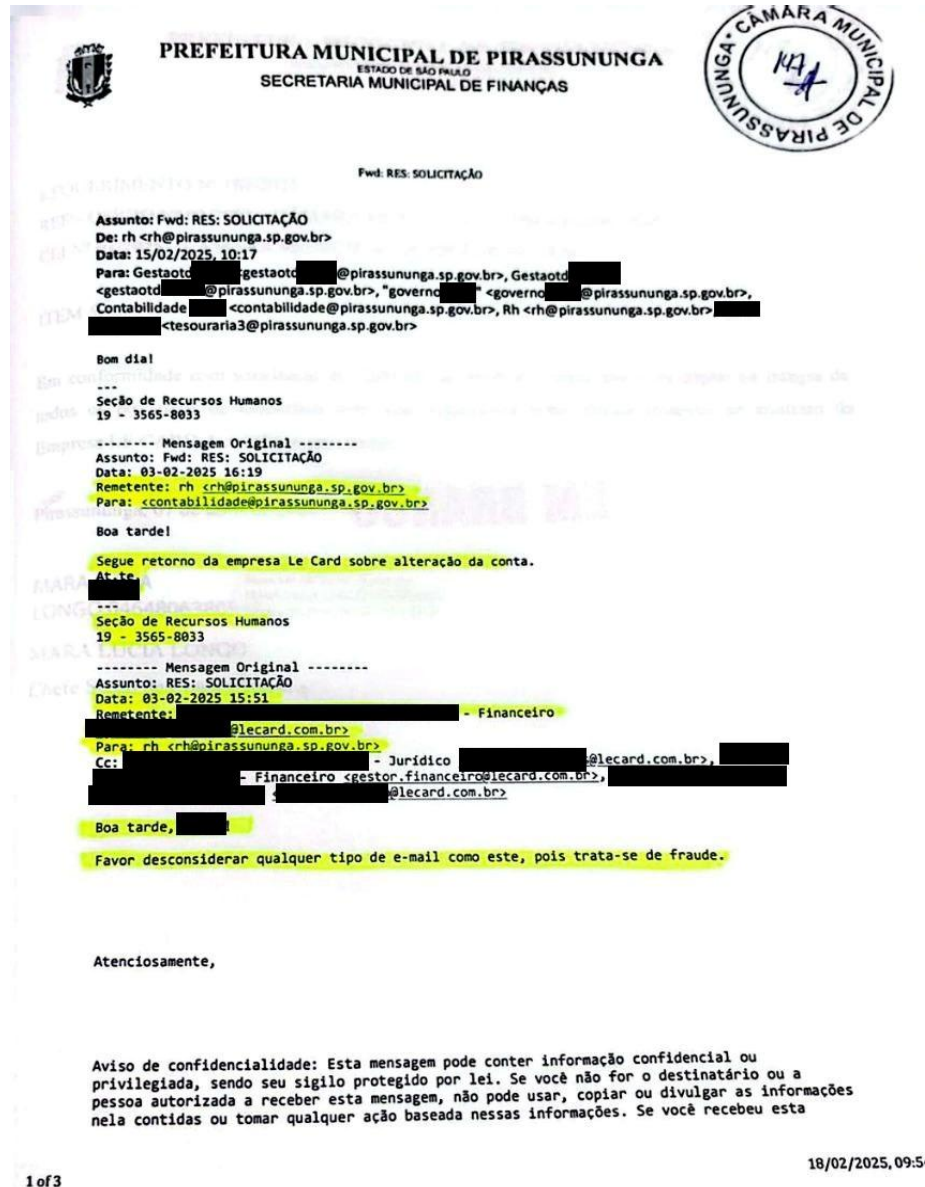 PREFEITURA MUNICIPAL DE PIRASSUNUNGA
ESTADO DE SÃO PAULO
SECRETARIA MUNICIPAL DE FINANÇAS
CÂMARA MUNICIPAL DE PIRASSUNUNGA
Fwd: RES: SOLICITAÇÃO
Assunto: Fwd: RES: SOLICITAÇÃO
De: rh <rh@pirassununga.sp.gov.br>
Data: 15/02/2025, 10:17
Para: Gestaotd <gestaotd @pirassununga.sp.gov.br>, Gestaotd
<gestaotd @pirassununga.sp.gov.br>, "governo " <governo @pirassununga.sp.gov.br>,
Contabilidade <contabilidade@pirassununga.sp.gov.br>, Rh <rh@pirassununga.sp.gov.br>
<tesouraria3@pirassununga.sp.gov.br>
Bom dia!
---
Seção de Recursos Humanos
19 - 3565-8033
-------- Mensagem Original --------
Assunto: Fwd: RES: SOLICITAÇÃO
Data: 03-02-2025 16:19
Remetente: rh <rh@pirassununga.sp.gov.br>
Para: <contabilidade@pirassununga.sp.gov.br>
Boa tarde!
Segue retorno da empresa Le Card sobre alteração da conta.
At.te.
---
Seção de Recursos Humanos
19 - 3565-8033
MARA LUCIA LONGO
-------- Mensagem Original --------
Assunto: RES: SOLICITAÇÃO
Data: 03-02-2025 15:51
Remetente: - Financeiro
@lecard.com.br>
Para: rh <rh@pirassununga.sp.gov.br>
Cc: - Jurídico @lecard.com.br>,
- Financeiro <gestor.financeiro@lecard.com.br>,
< @lecard.com.br>
Boa tarde, !
Favor desconsiderar qualquer tipo de e-mail como este, pois trata-se de fraude.
Atenciosamente,
Aviso de confidencialidade: Esta mensagem pode conter informação confidencial ou
privilegiada, sendo seu sigilo protegido por lei. Se você não for o destinatário ou a
pessoa autorizada a receber esta mensagem, não pode usar, copiar ou divulgar as informações
nela contidas ou tomar qualquer ação baseada nessas informações. Se você recebeu esta
18/02/2025, 09:5
1 of 3